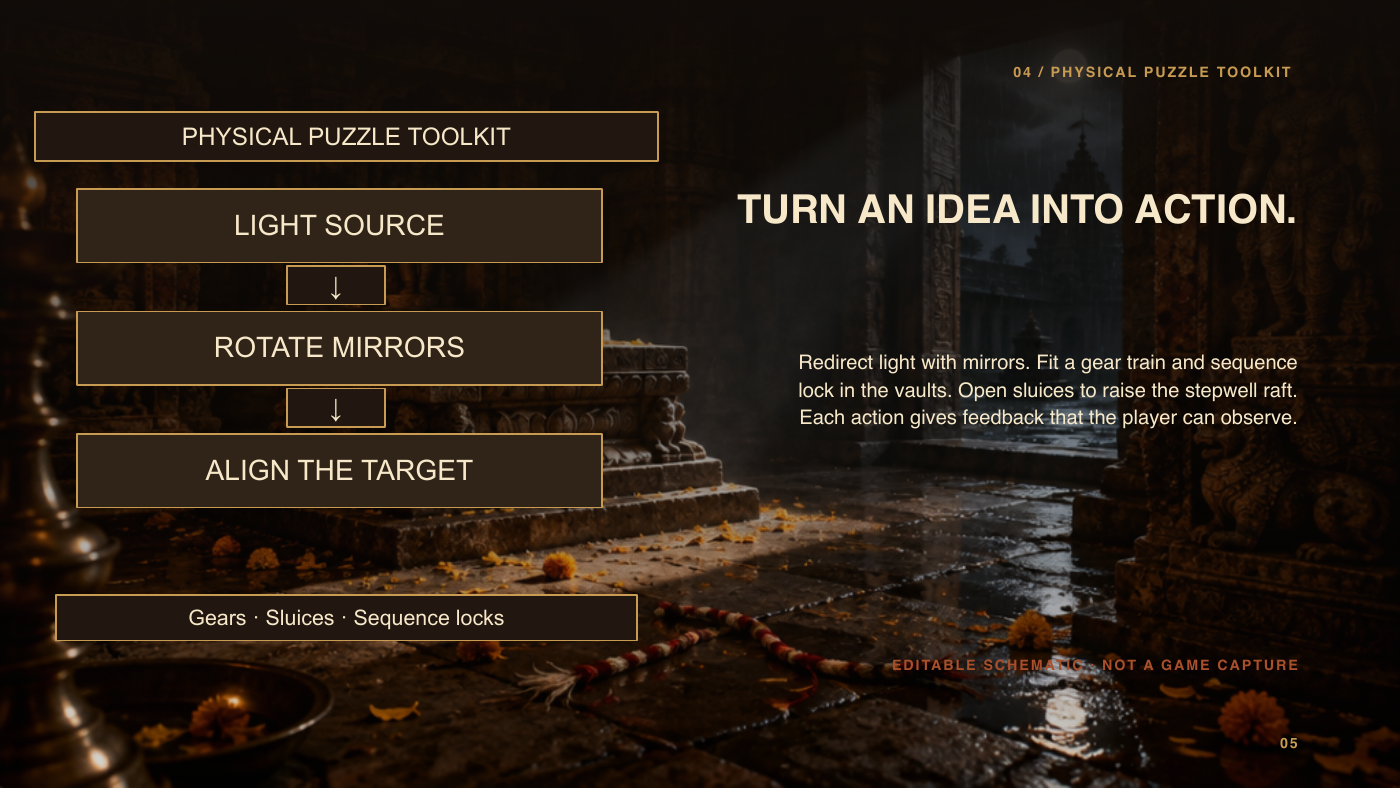 04 / PHYSICAL PUZZLE TOOLKIT
PHYSICAL PUZZLE TOOLKIT
LIGHT SOURCE
↓
ROTATE MIRRORS
↓
ALIGN THE TARGET
Gears · Sluices · Sequence locks
TURN AN IDEA INTO ACTION.
Redirect light with mirrors. Fit a gear train and sequence
lock in the vaults. Open sluices to raise the stepwell raft.
Each action gives feedback that the player can observe.
EDITABLE SCHEMATIC · NOT A GAME CAPTURE
05